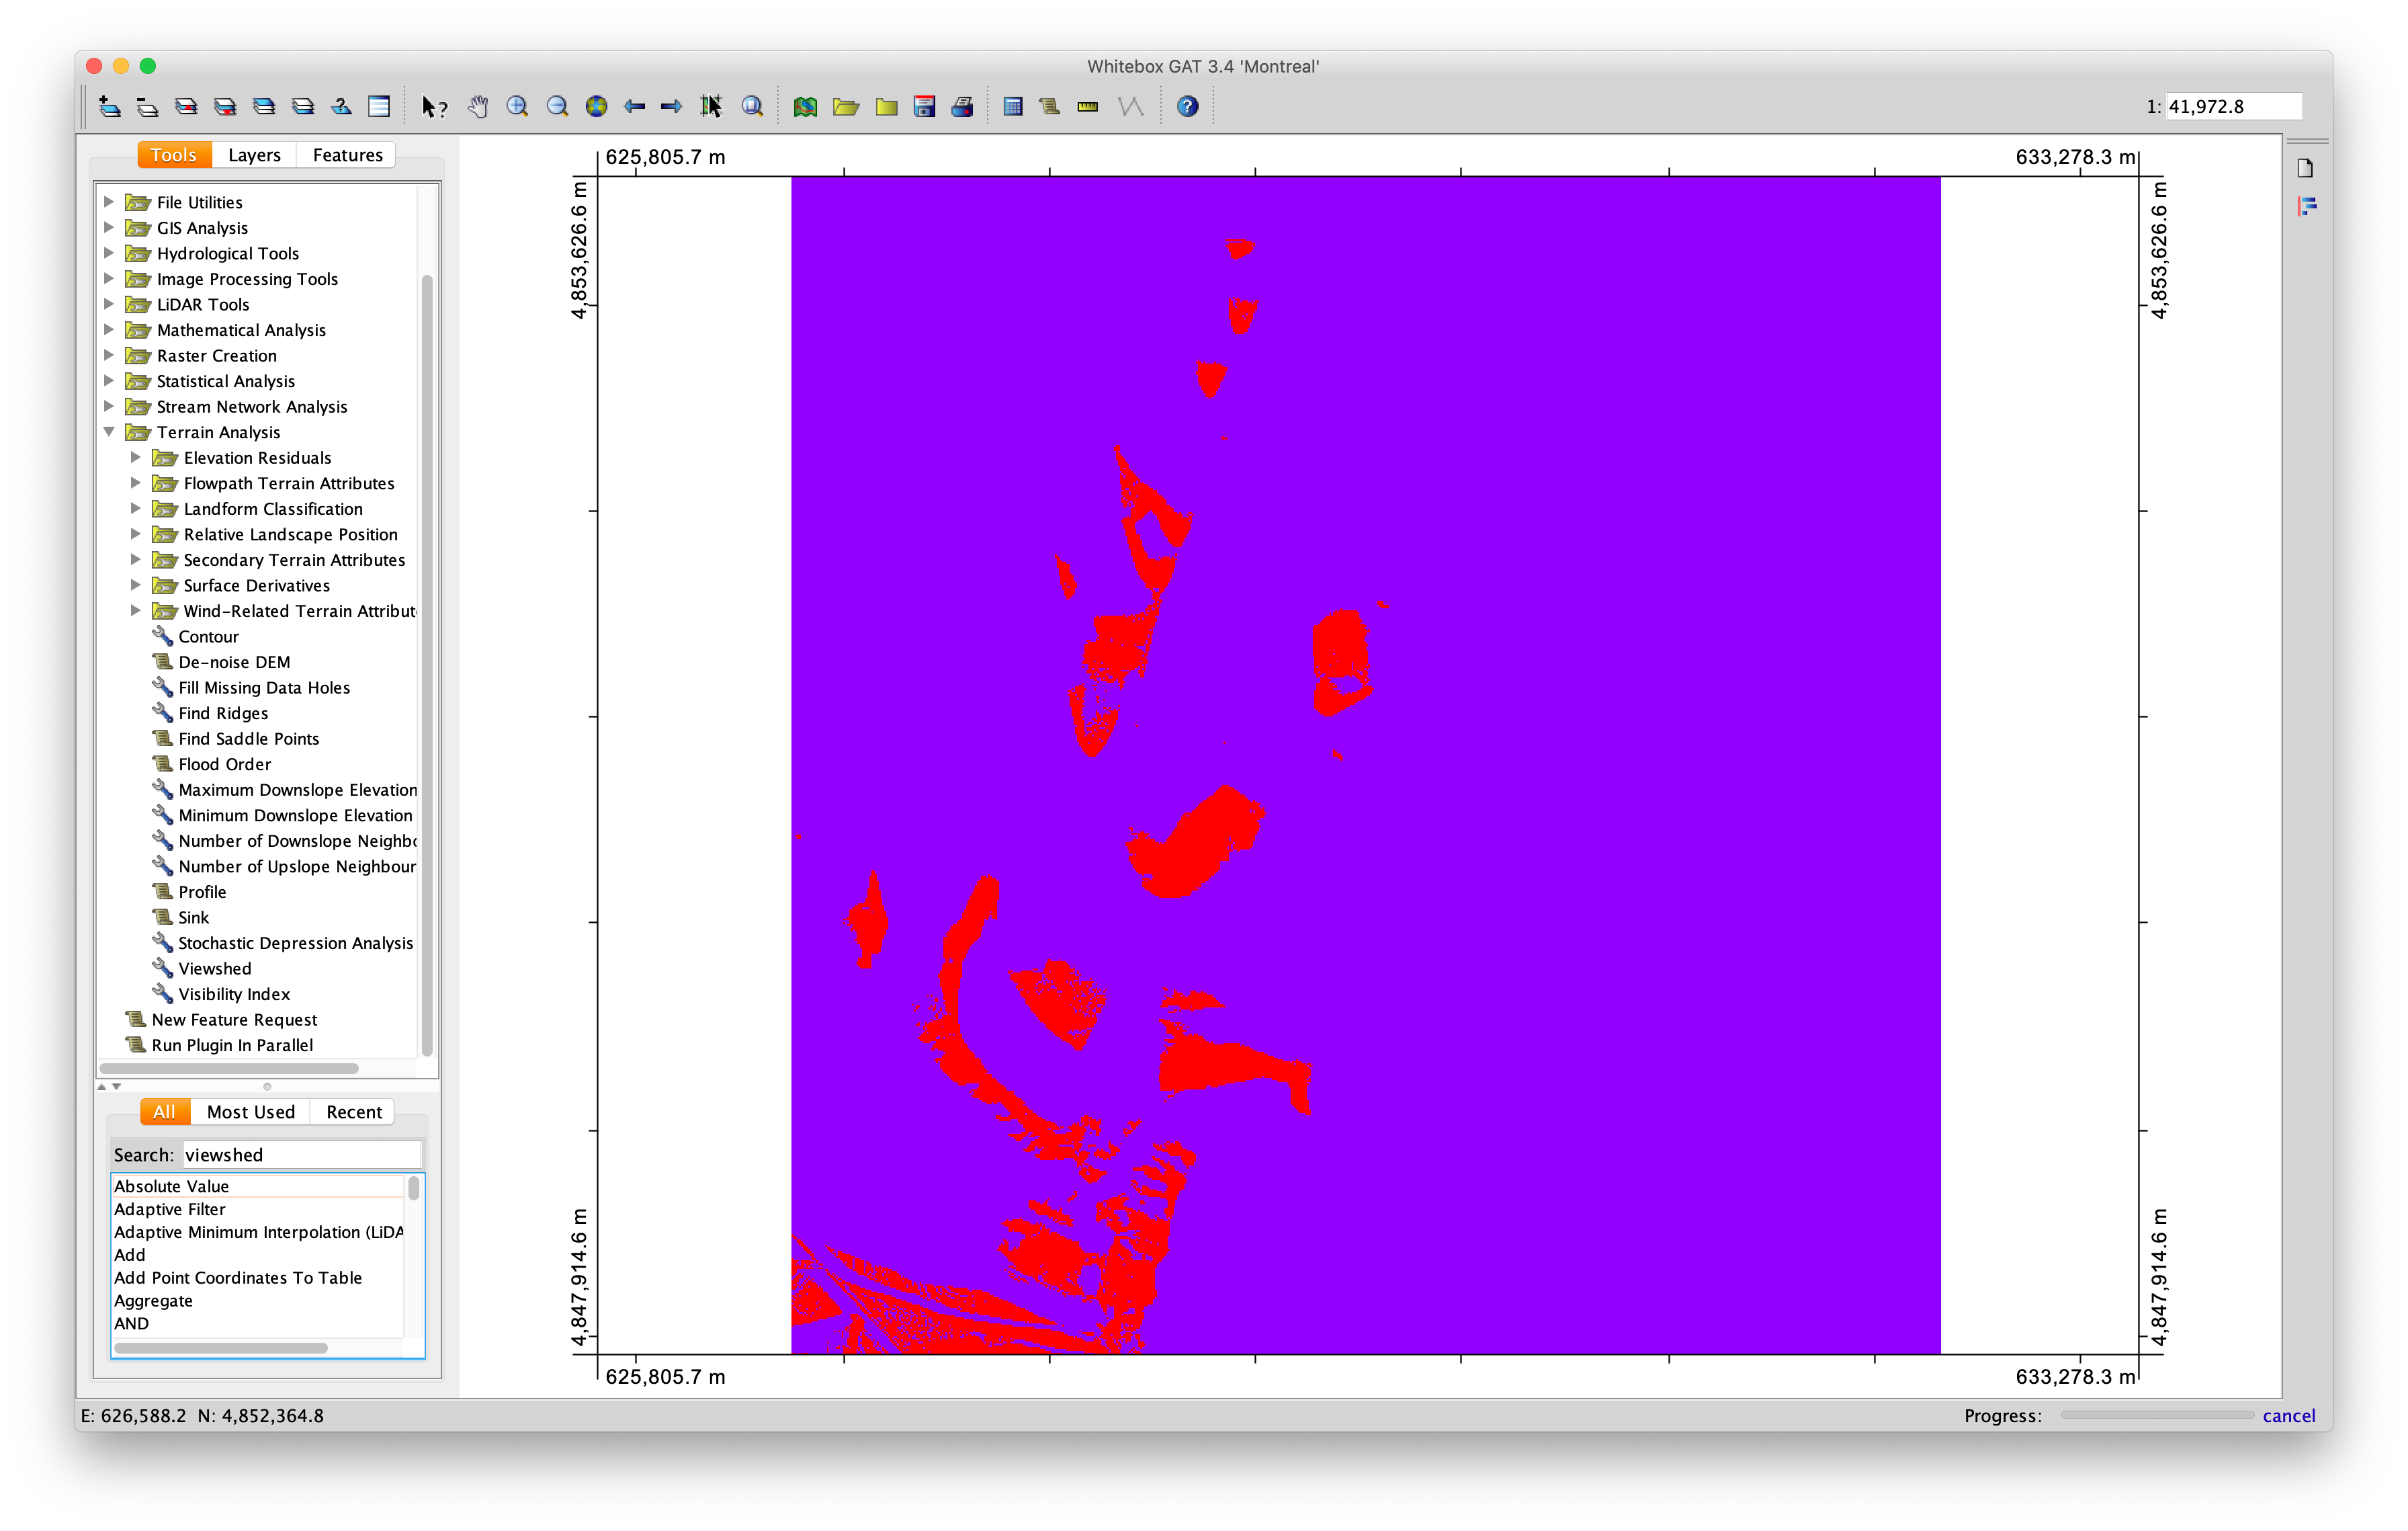 Whitebox GAT 3.4 'Montreal'
1: 41,972.8
Tools Layers Features
File Utilities
GIS Analysis
Hydrological Tools
Image Processing Tools
LiDAR Tools
Mathematical Analysis
Raster Creation
Statistical Analysis
Stream Network Analysis
Terrain Analysis
Elevation Residuals
Flowpath Terrain Attributes
Landform Classification
Relative Landscape Position
Secondary Terrain Attributes
Surface Derivatives
Wind-Related Terrain Attribut
Contour
De-noise DEM
Fill Missing Data Holes
Find Ridges
Find Saddle Points
Flood Order
Maximum Downslope Elevation
Minimum Downslope Elevation
Number of Downslope Neighbo
Number of Upslope Neighbour
Profile
Sink
Stochastic Depression Analysis
Viewshed
Visibility Index
New Feature Request
Run Plugin In Parallel
All Most Used Recent
Search: viewshed
Absolute Value
Adaptive Filter
Adaptive Minimum Interpolation (LiDA
Add
Add Point Coordinates To Table
Aggregate
AND
625,805.7 m
633,278.3 m
4,853,626.6 m
4,853,626.6 m
4,847,914.6 m
4,847,914.6 m
625,805.7 m
633,278.3 m
E: 626,588.2 N: 4,852,364.8
Progress:
cancel